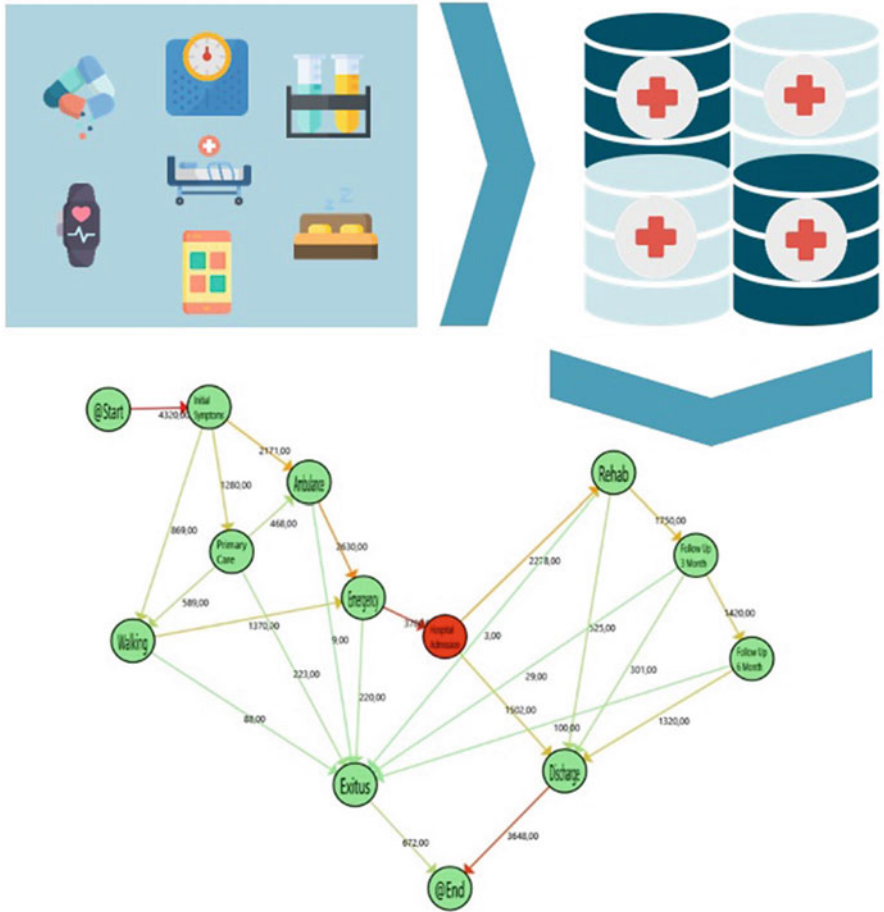 z z
@Start
4320,00
Initial
Symptoms
2171,00
Ambulance
1280,00
468,00
869,00
Primary
Care
2630,00
589,00
Emergency
Walking
1370,00
9,00
Hospital
Admission
223,00
220,00
88,00
Exitus
672,00
@End
Rehab
1750,00
2278,00
Follow Up
3 Month
1420,00
3,00
525,00
Follow Up
6 Month
29,00
301,00
1502,00
100,00
1320,00
Discharge
3648,00